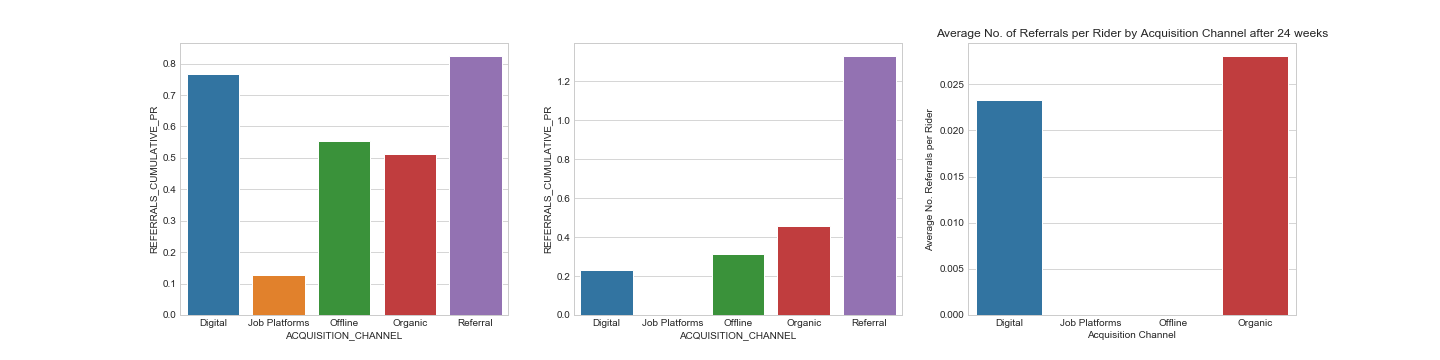 REFERRALS_CUMULATIVE_PR
0.8
0.7
0.6
0.5
0.4
0.3
0.2
0.1
0.0
Digital Job Platforms Offline Organic Referral
ACQUISITION_CHANNEL
REFERRALS_CUMULATIVE_PR
1.2
1.0
0.8
0.6
0.4
0.2
0.0
Digital Job Platforms Offline Organic Referral
ACQUISITION_CHANNEL
Average No. of Referrals per Rider by Acquisition Channel after 24 weeks
Average No. Referrals per Rider
0.025
0.020
0.015
0.010
0.005
0.000
Digital Job Platforms Offline Organic
Acquisition Channel